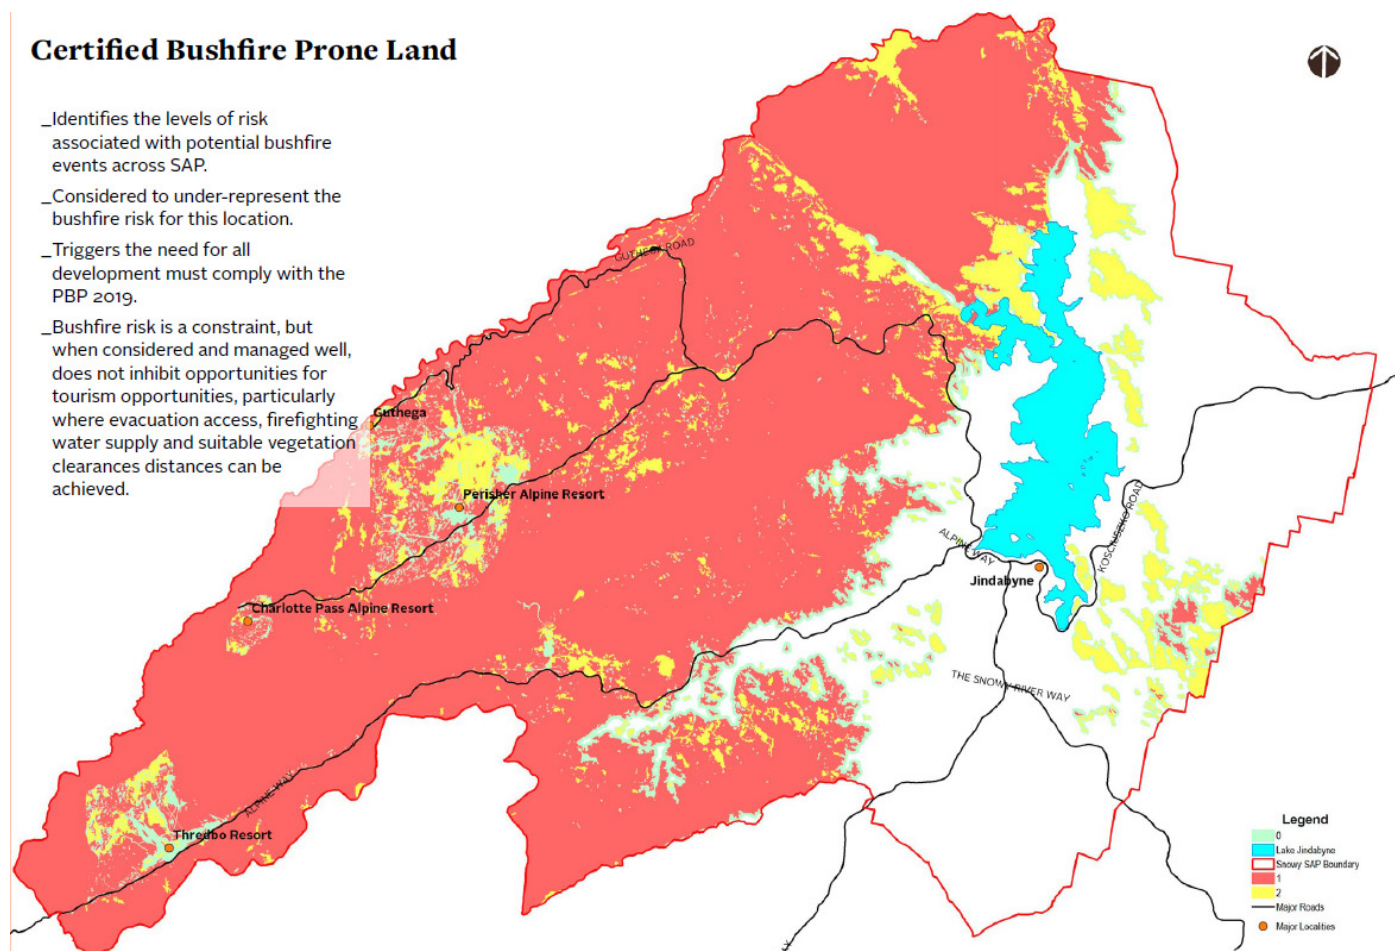 Certified Bushfire Prone Land
_Identifies the levels of risk
associated with potential bushfire
events across SAP.
_Considered to under-represent the
bushfire risk for this location.
_Triggers the need for all
development must comply with the
PBP 2019.
_Bushfire risk is a constraint, but
when considered and managed well,
does not inhibit opportunities for
tourism opportunities, particularly
where evacuation access, firefighting
water supply and suitable vegetation
clearances distances can be
achieved.
GUTHEGA ROAD
Guthega
Perisher Alpine Resort
Charlotte Pass Alpine Resort
ALPINE WAY
Jindabyne
KOSCIUSZKO ROAD
THE SNOWY RIVER WAY
ALPINE WAY
Thredbo Resort
Legend
0
Lake Jindabyne
Snowy SAP Boundary
1
2
Major Roads
Major Localities